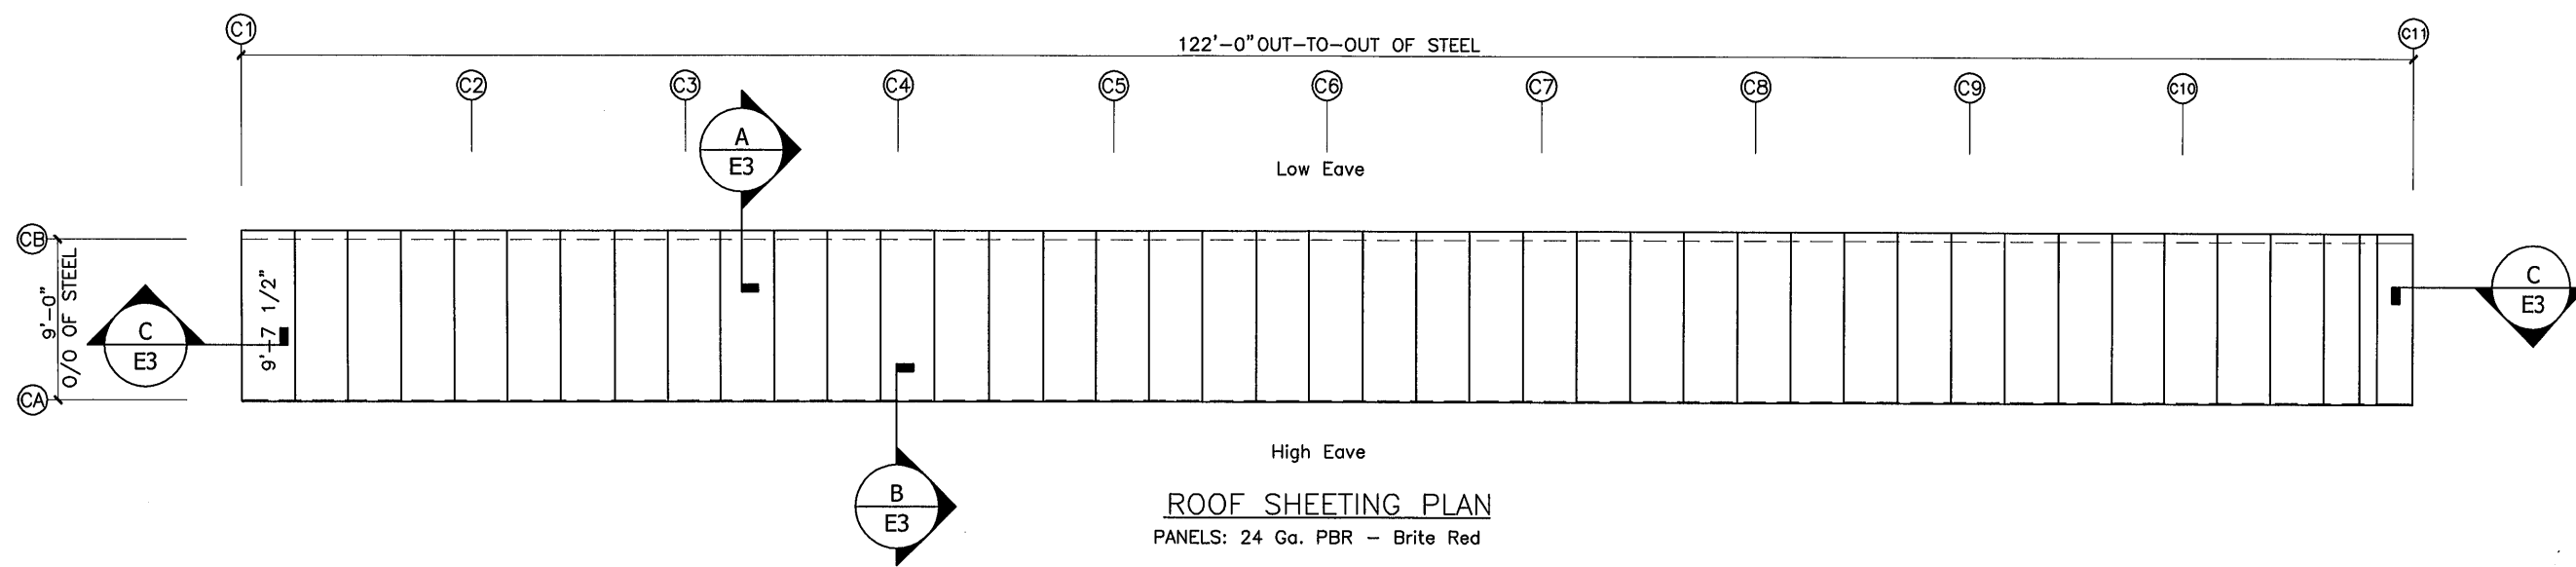 C1
122'-0" OUT-TO-OUT OF STEEL
C11
C2
C3
C4
C5
C6
C7
C8
C9
C10
A
E3
Low Eave
CB
9'-0"
O/O OF STEEL
CA
C
E3
9'-7 1/2"
C
E3
High Eave
B
E3
ROOF SHEETING PLAN
PANELS: 24 Ga. PBR - Brite Red